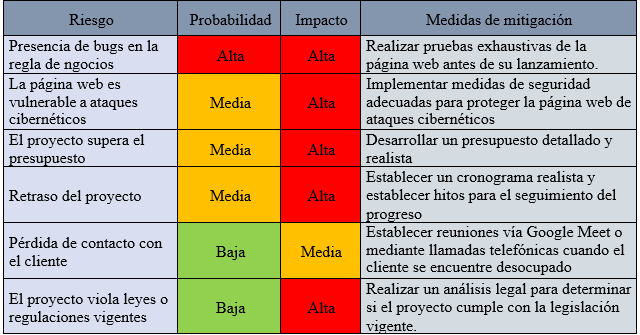 Riesgo Probabilidad Impacto Medidas de mitigación
Presencia de bugs en la
regla de ngocios
Alta
Alta
Realizar pruebas exhaustivas de la
página web antes de su lanzamiento.
La página web es
vulnerable a ataques
cibernéticos
Media
Alta
Implementar medidas de seguridad
adecuadas para proteger la página web de
ataques cibernéticos
El proyecto supera el
presupuesto
Media
Alta
Desarrollar un presupuesto detallado y
realista
Retraso del proyecto
Media
Alta
Establecer un cronograma realista y
establecer hitos para el seguimiento del
progreso
Pérdida de contacto con
el cliente
Baja
Media
Establecer reuniones vía Google Meet o
mediante llamadas telefónicas cuando el
cliente se encuentre desocupado
El proyecto viola leyes o
regulaciones vigentes
Baja
Alta
Realizar un análisis legal para determinar
si el proyecto cumple con la legislación
vigente.